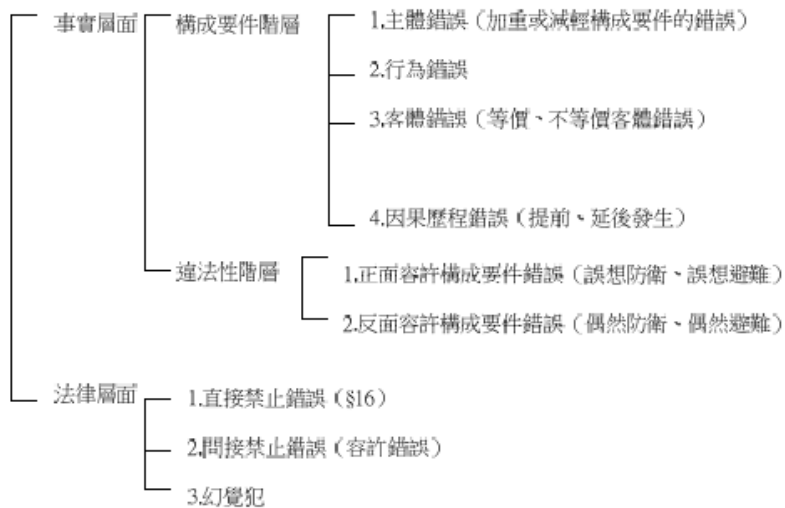 事實層面
構成要件階層
1.主體錯誤（加重或減輕構成要件的錯誤）
2.行為錯誤
3.客體錯誤（等價、不等價客體錯誤）
4.因果歷程錯誤（提前、延後發生）
違法性階層
1.正面容許構成要件錯誤（誤想防衛、誤想避難）
2.反面容許構成要件錯誤（偶然防衛、偶然避難）
法律層面
1.直接禁止錯誤（§16）
2.間接禁止錯誤（容許錯誤）
3.幻覺犯